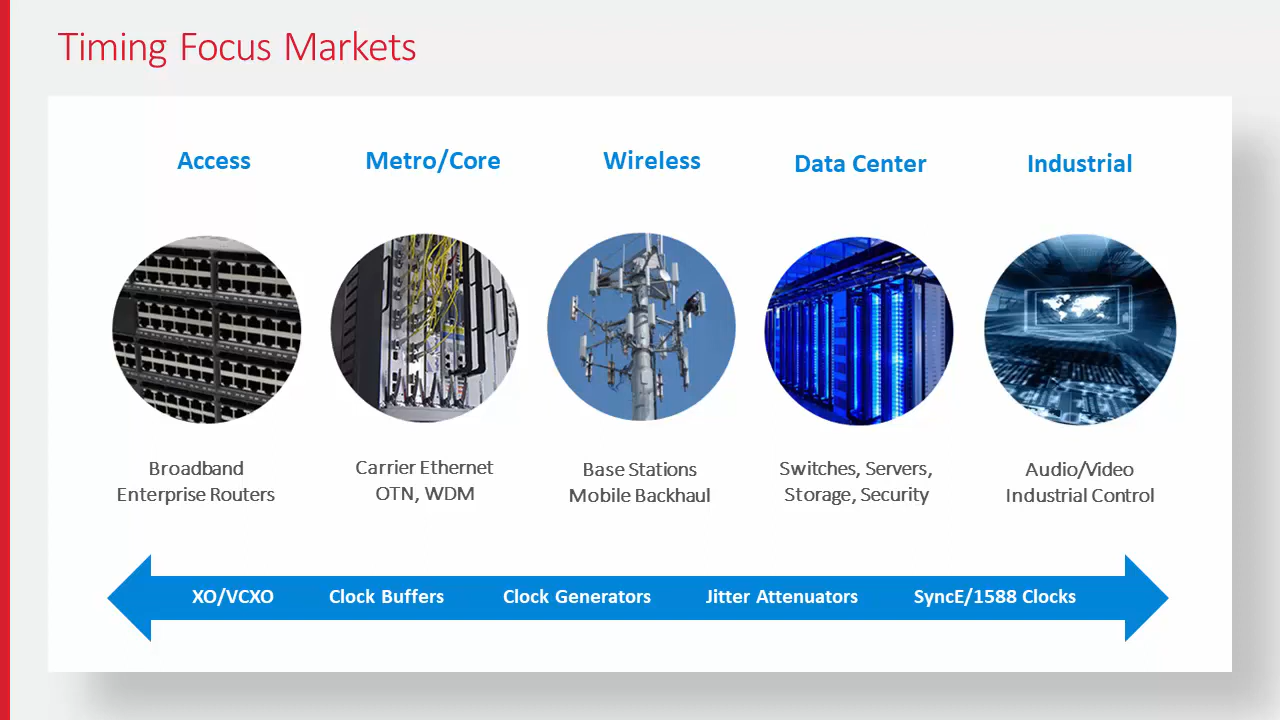 Timing Focus Markets
Access
Metro/Core
Wireless
Data Center
Industrial
Broadband
Enterprise Routers
Carrier Ethernet
OTN, WDM
Base Stations
Mobile Backhaul
Switches, Servers,
Storage, Security
Audio/Video
Industrial Control
XO/VCXO
Clock Buffers
Clock Generators
Jitter Attenuators
SyncE/1588 Clocks